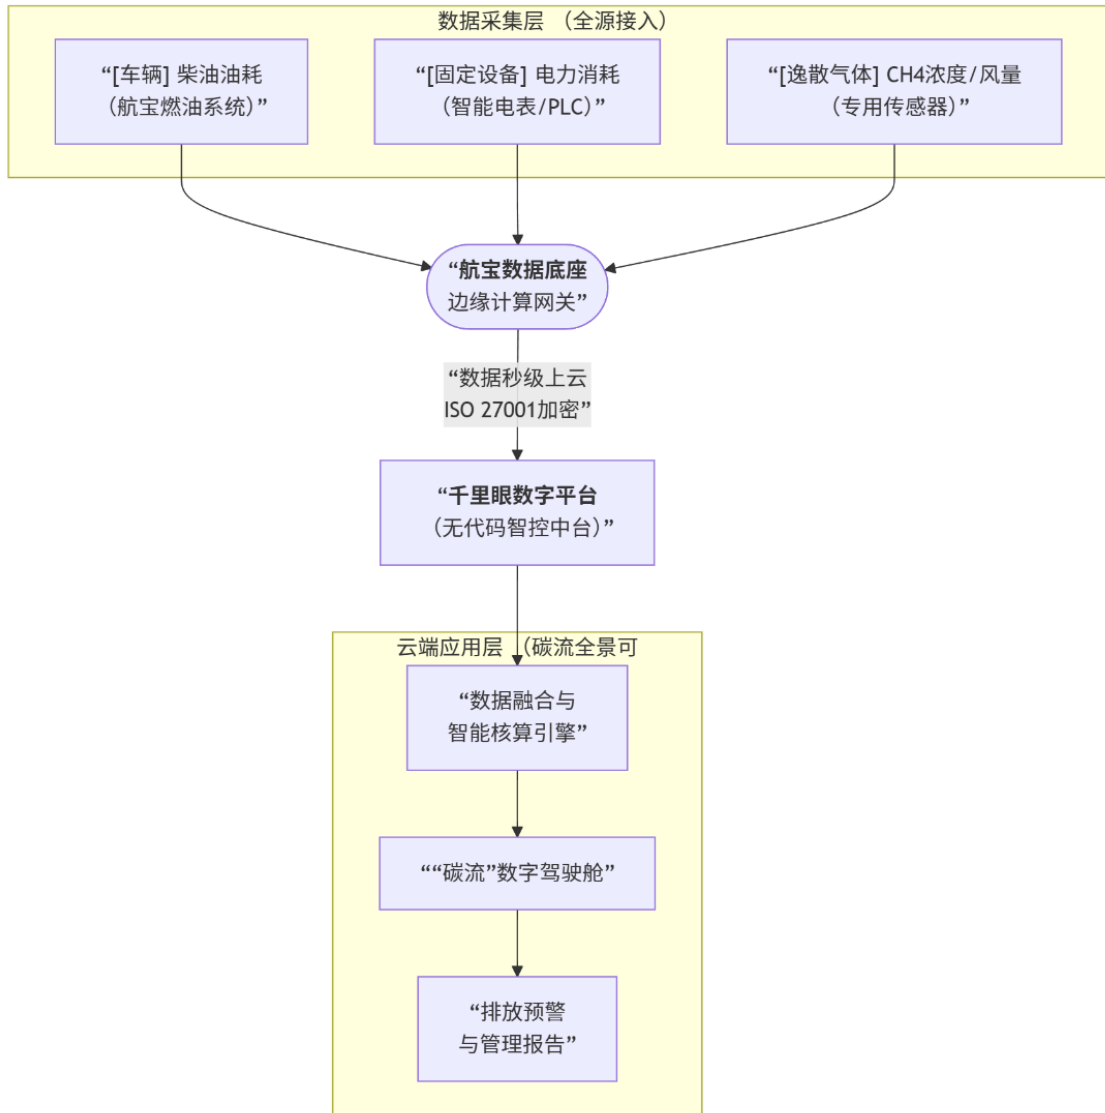 数据采集层 （全源接入）
“[车辆] 柴油油耗
（航宝燃油系统）”
“[固定设备] 电力消耗
（智能电表/PLC）”
“[逸散气体] CH4浓度/风量
（专用传感器）”
“航宝数据底座
边缘计算网关”
“数据秒级上云
ISO 27001加密”
“千里眼数字平台
（无代码智控中台）”
云端应用层 （碳流全景可
“数据融合与
智能核算引擎”
““碳流”数字驾驶舱”
“排放预警
与管理报告”